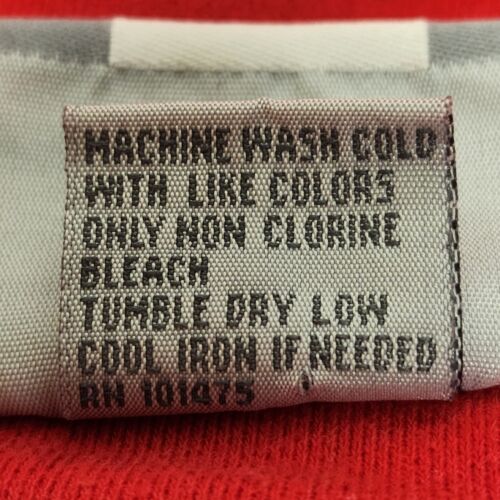 MACHINE WASH COLD
WITH LIKE COLORS
ONLY NON CLORINE
BLEACH
TUMBLE DRY LOW
COOL IRON IF NEEDED
RN 101475